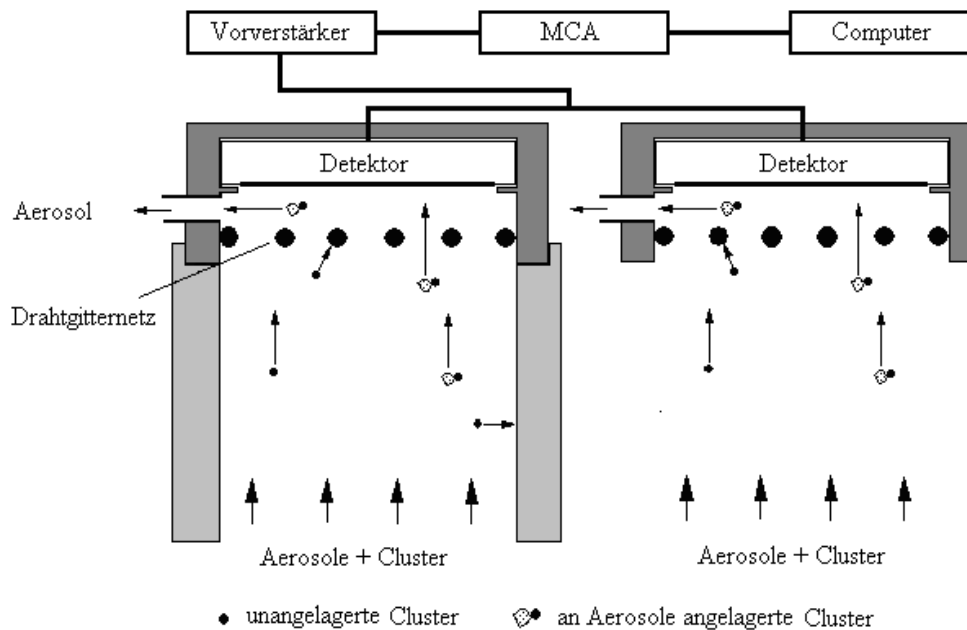 Vorverstärker
MCA
Computer
Detektor
Detektor
Aerosol
Drahtgitternetz
Aerosole + Cluster
Aerosole + Cluster
unangelagerte Cluster
an Aerosole angelagerte Cluster